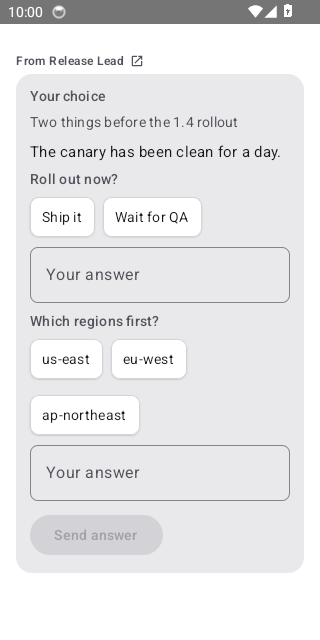 10:00
From Release Lead
Your choice
Two things before the 1.4 rollout
The canary has been clean for a day.
Roll out now?
Ship it
Wait for QA
Your answer
Which regions first?
us-east
eu-west
ap-northeast
Your answer
Send answer